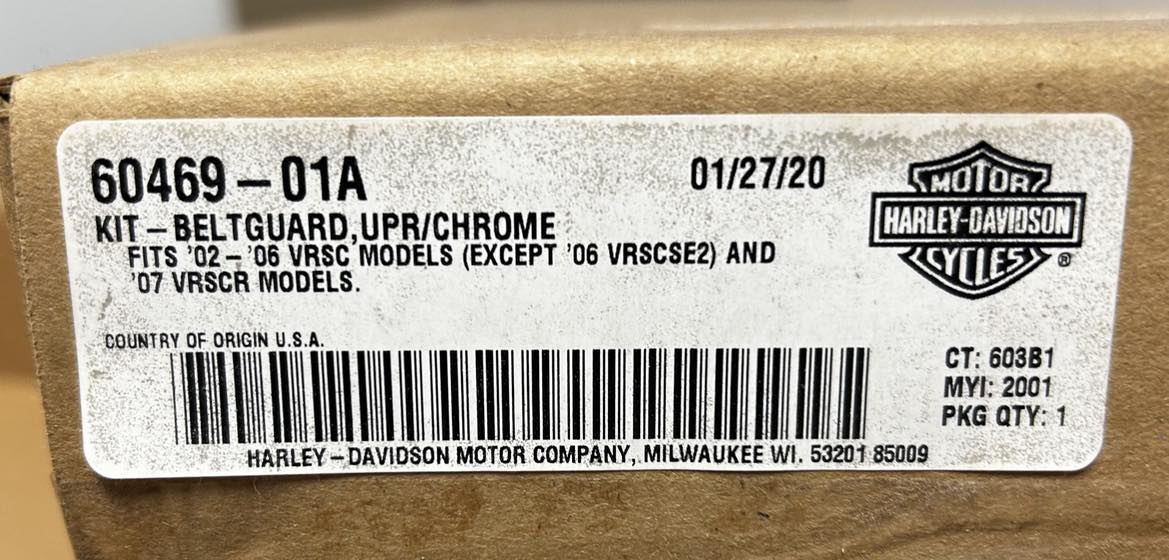 60469-01A
01/27/20
KIT-BELTGUARD,UPR/CHROME
FITS '02- '06 VRSC MODELS (EXCEPT '06 VRSCSE2) AND
'07 VRSCR MODELS.
MOTOR
HARLEY-DAVIDSON
CYCLES
®
COUNTRY OF ORIGIN U.S.A.
CT: 603B1
MYI: 2001
PKG QTY: 1
HARLEY-DAVIDSON MOTOR COMPANY, MILWAUKEE WI. 53201 85009